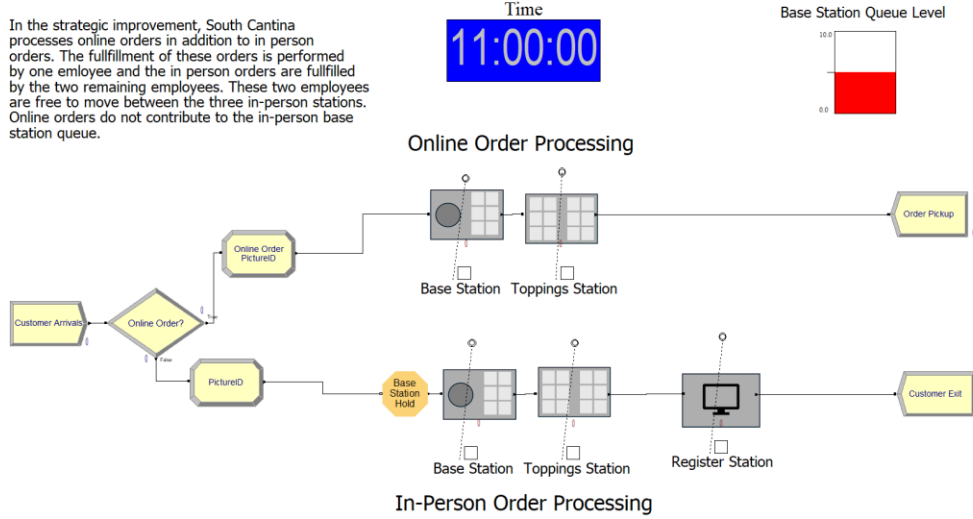 In the strategic improvement, South Cantina
processes online orders in addition to in person
orders. The fullfillment of these orders is performed
by one emloyee and the in person orders are fullfilled
by the two remaining employees. These two employees
are free to move between the three in-person stations.
Online orders do not contribute to the in-person base
station queue.
Time
11:00:00
Base Station Queue Level
10.0
0.0
Online Order Processing
Online Order
PictureID
Order Pickup
Base Station
Toppings Station
Customer Arrivals
Online Order?
True
False
PictureID
Base
Station
Hold
Customer Exit
Base Station
Toppings Station
Register Station
In-Person Order Processing